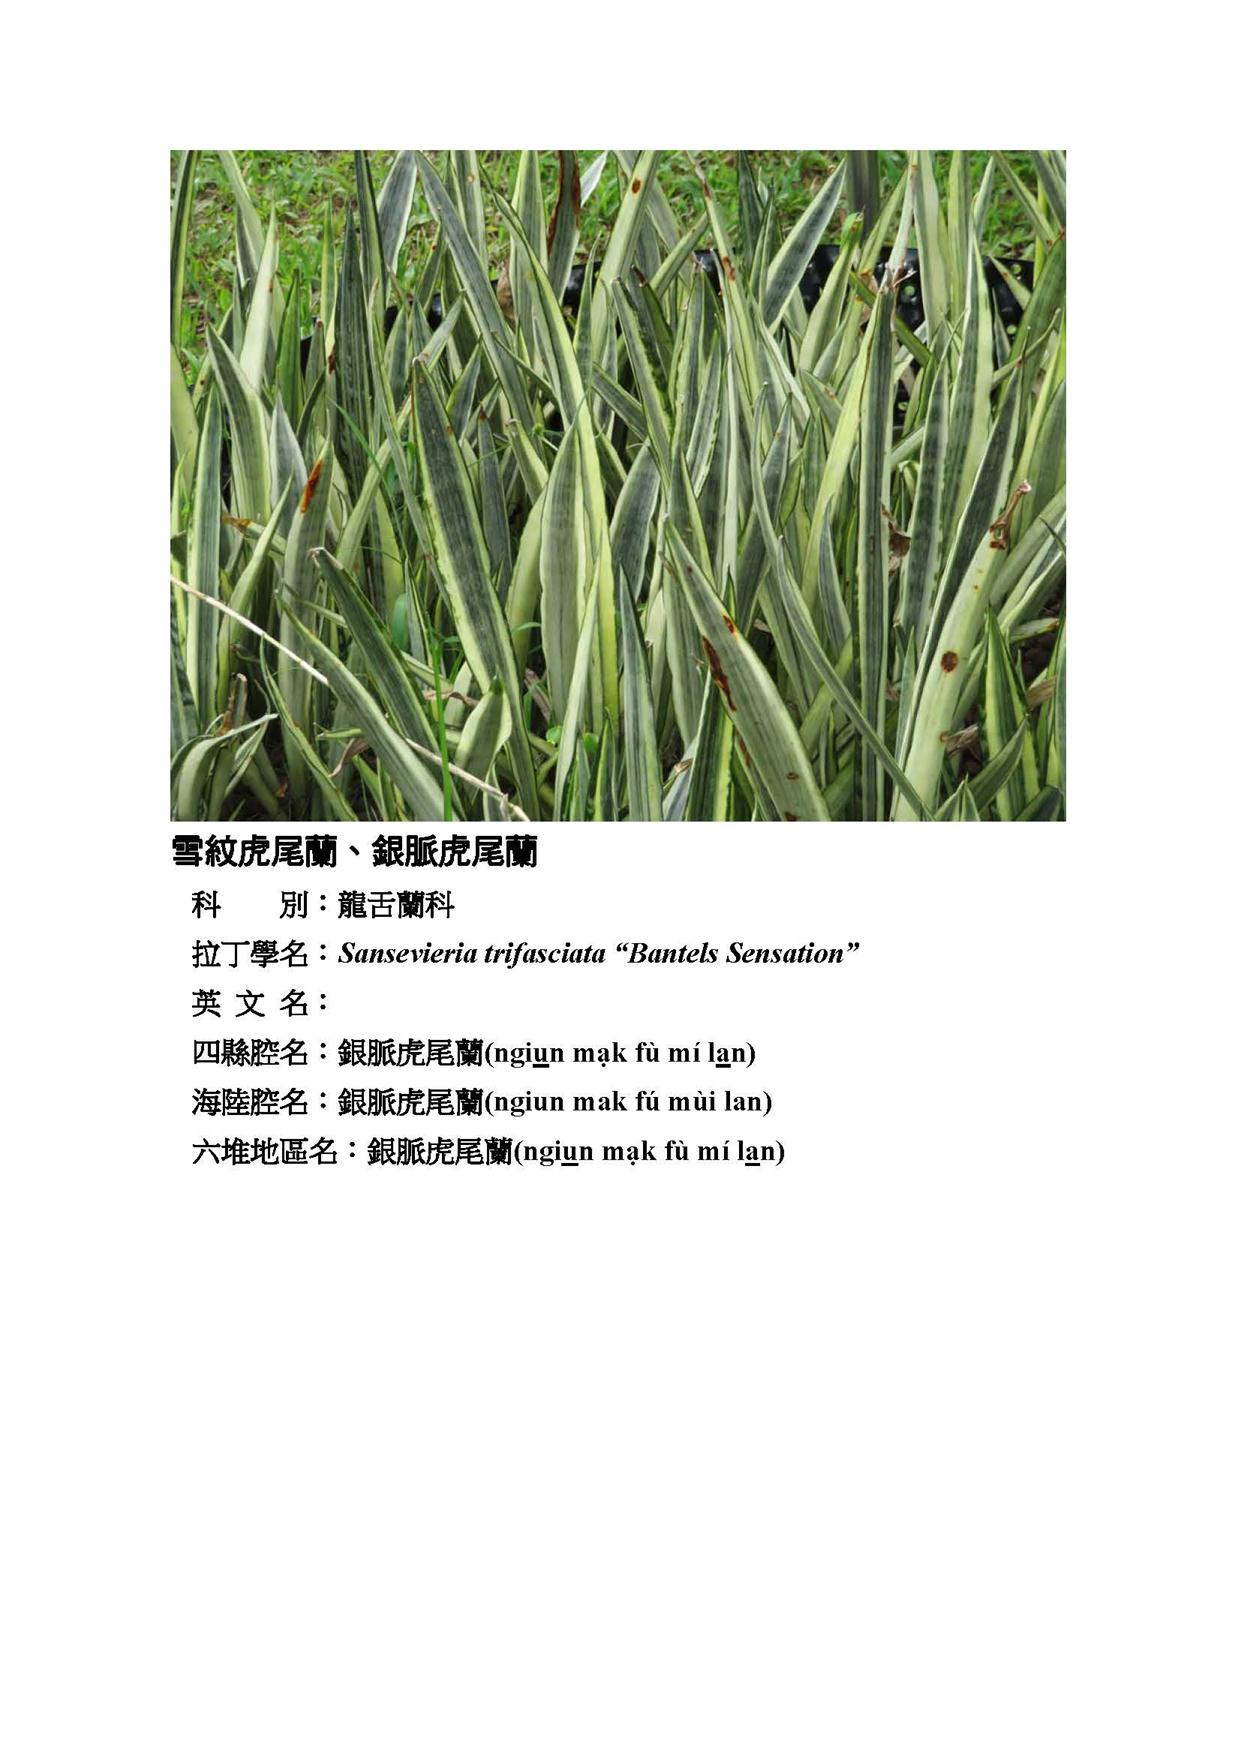 雪紋虎尾蘭、銀脈虎尾蘭
科　　別：龍舌蘭科
拉丁學名：Sansevieria trifasciata “Bantels Sensation”
英 文 名：
四縣腔名：銀脈虎尾蘭(ngiu̲n mạk fù mí la̲n)
海陸腔名：銀脈虎尾蘭(ngiun mak fú mùi lan)
六堆地區名：銀脈虎尾蘭(ngiu̲n mạk fù mí la̲n)